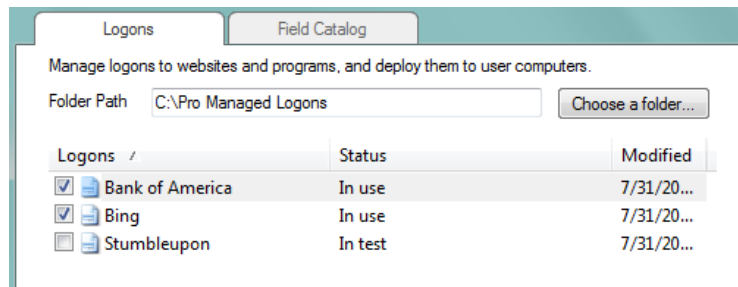 Logons Field Catalog
Manage logons to websites and programs, and deploy them to user computers.
Folder Path C:\Pro Managed Logons Choose a folder...
Logons Status Modified
Bank of America In use 7/31/20...
Bing In use 7/31/20...
Stumbleupon In test 7/31/20...